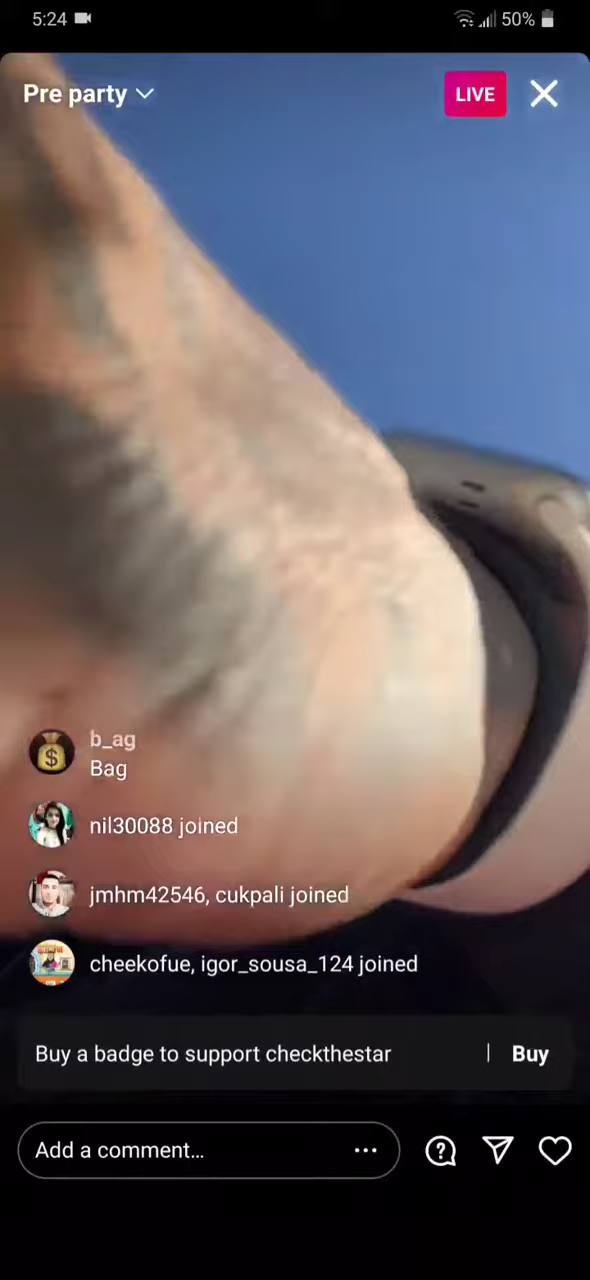 5:24
50%
Pre party
LIVE
b_ag
Bag
nil30088 joined
jmhm42546, cukpali joined
cheekofue, igor_sousa_124 joined
Buy a badge to support checkthestar | Buy
Add a comment...